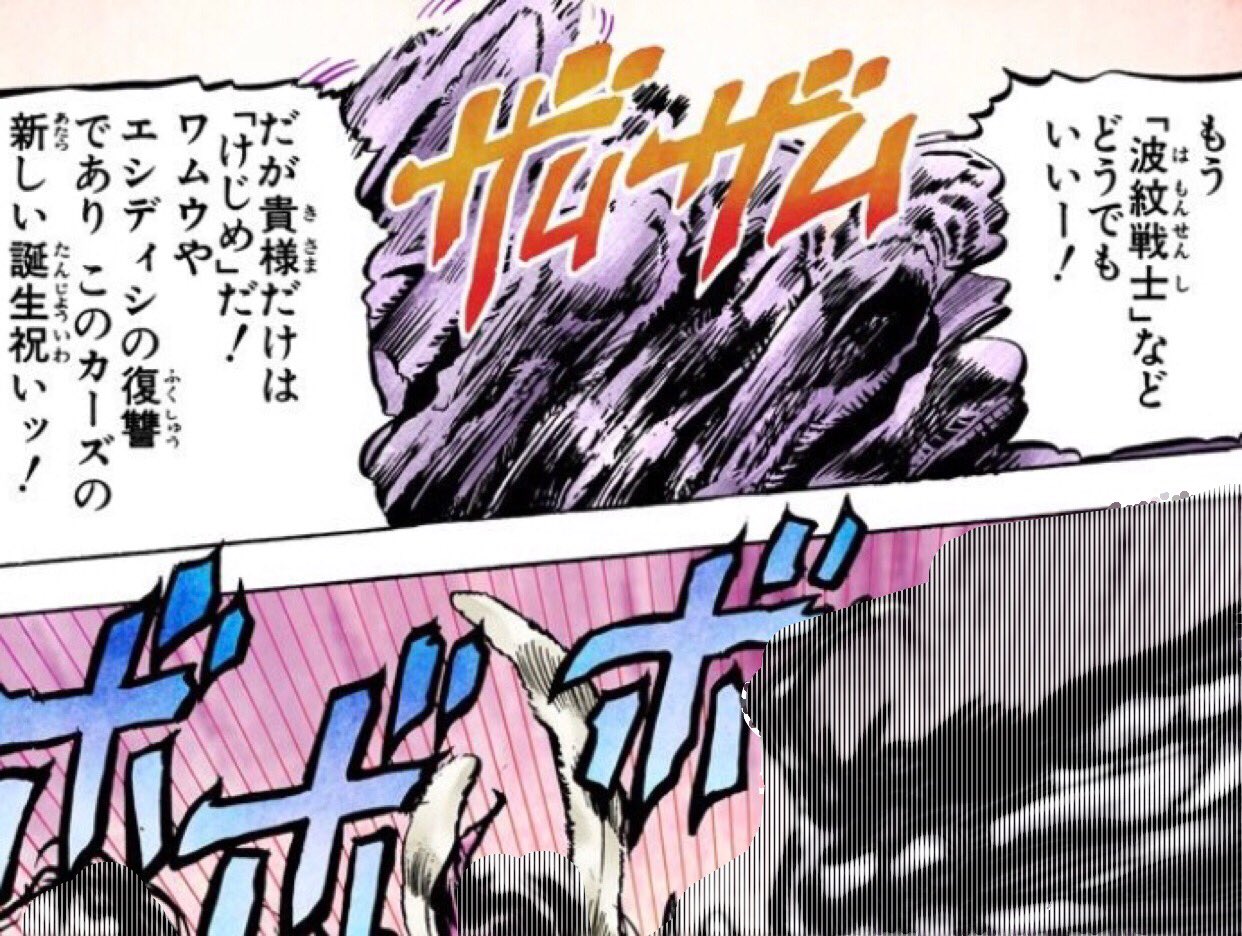 もう
「波紋戦士」など
どうでも
いいー!
ザムザム
だが貴様だけは
「けじめ」だ!
ワムウや
エシディシの復讐
であり このカーズの
新しい誕生祝いッ!
ボボボ